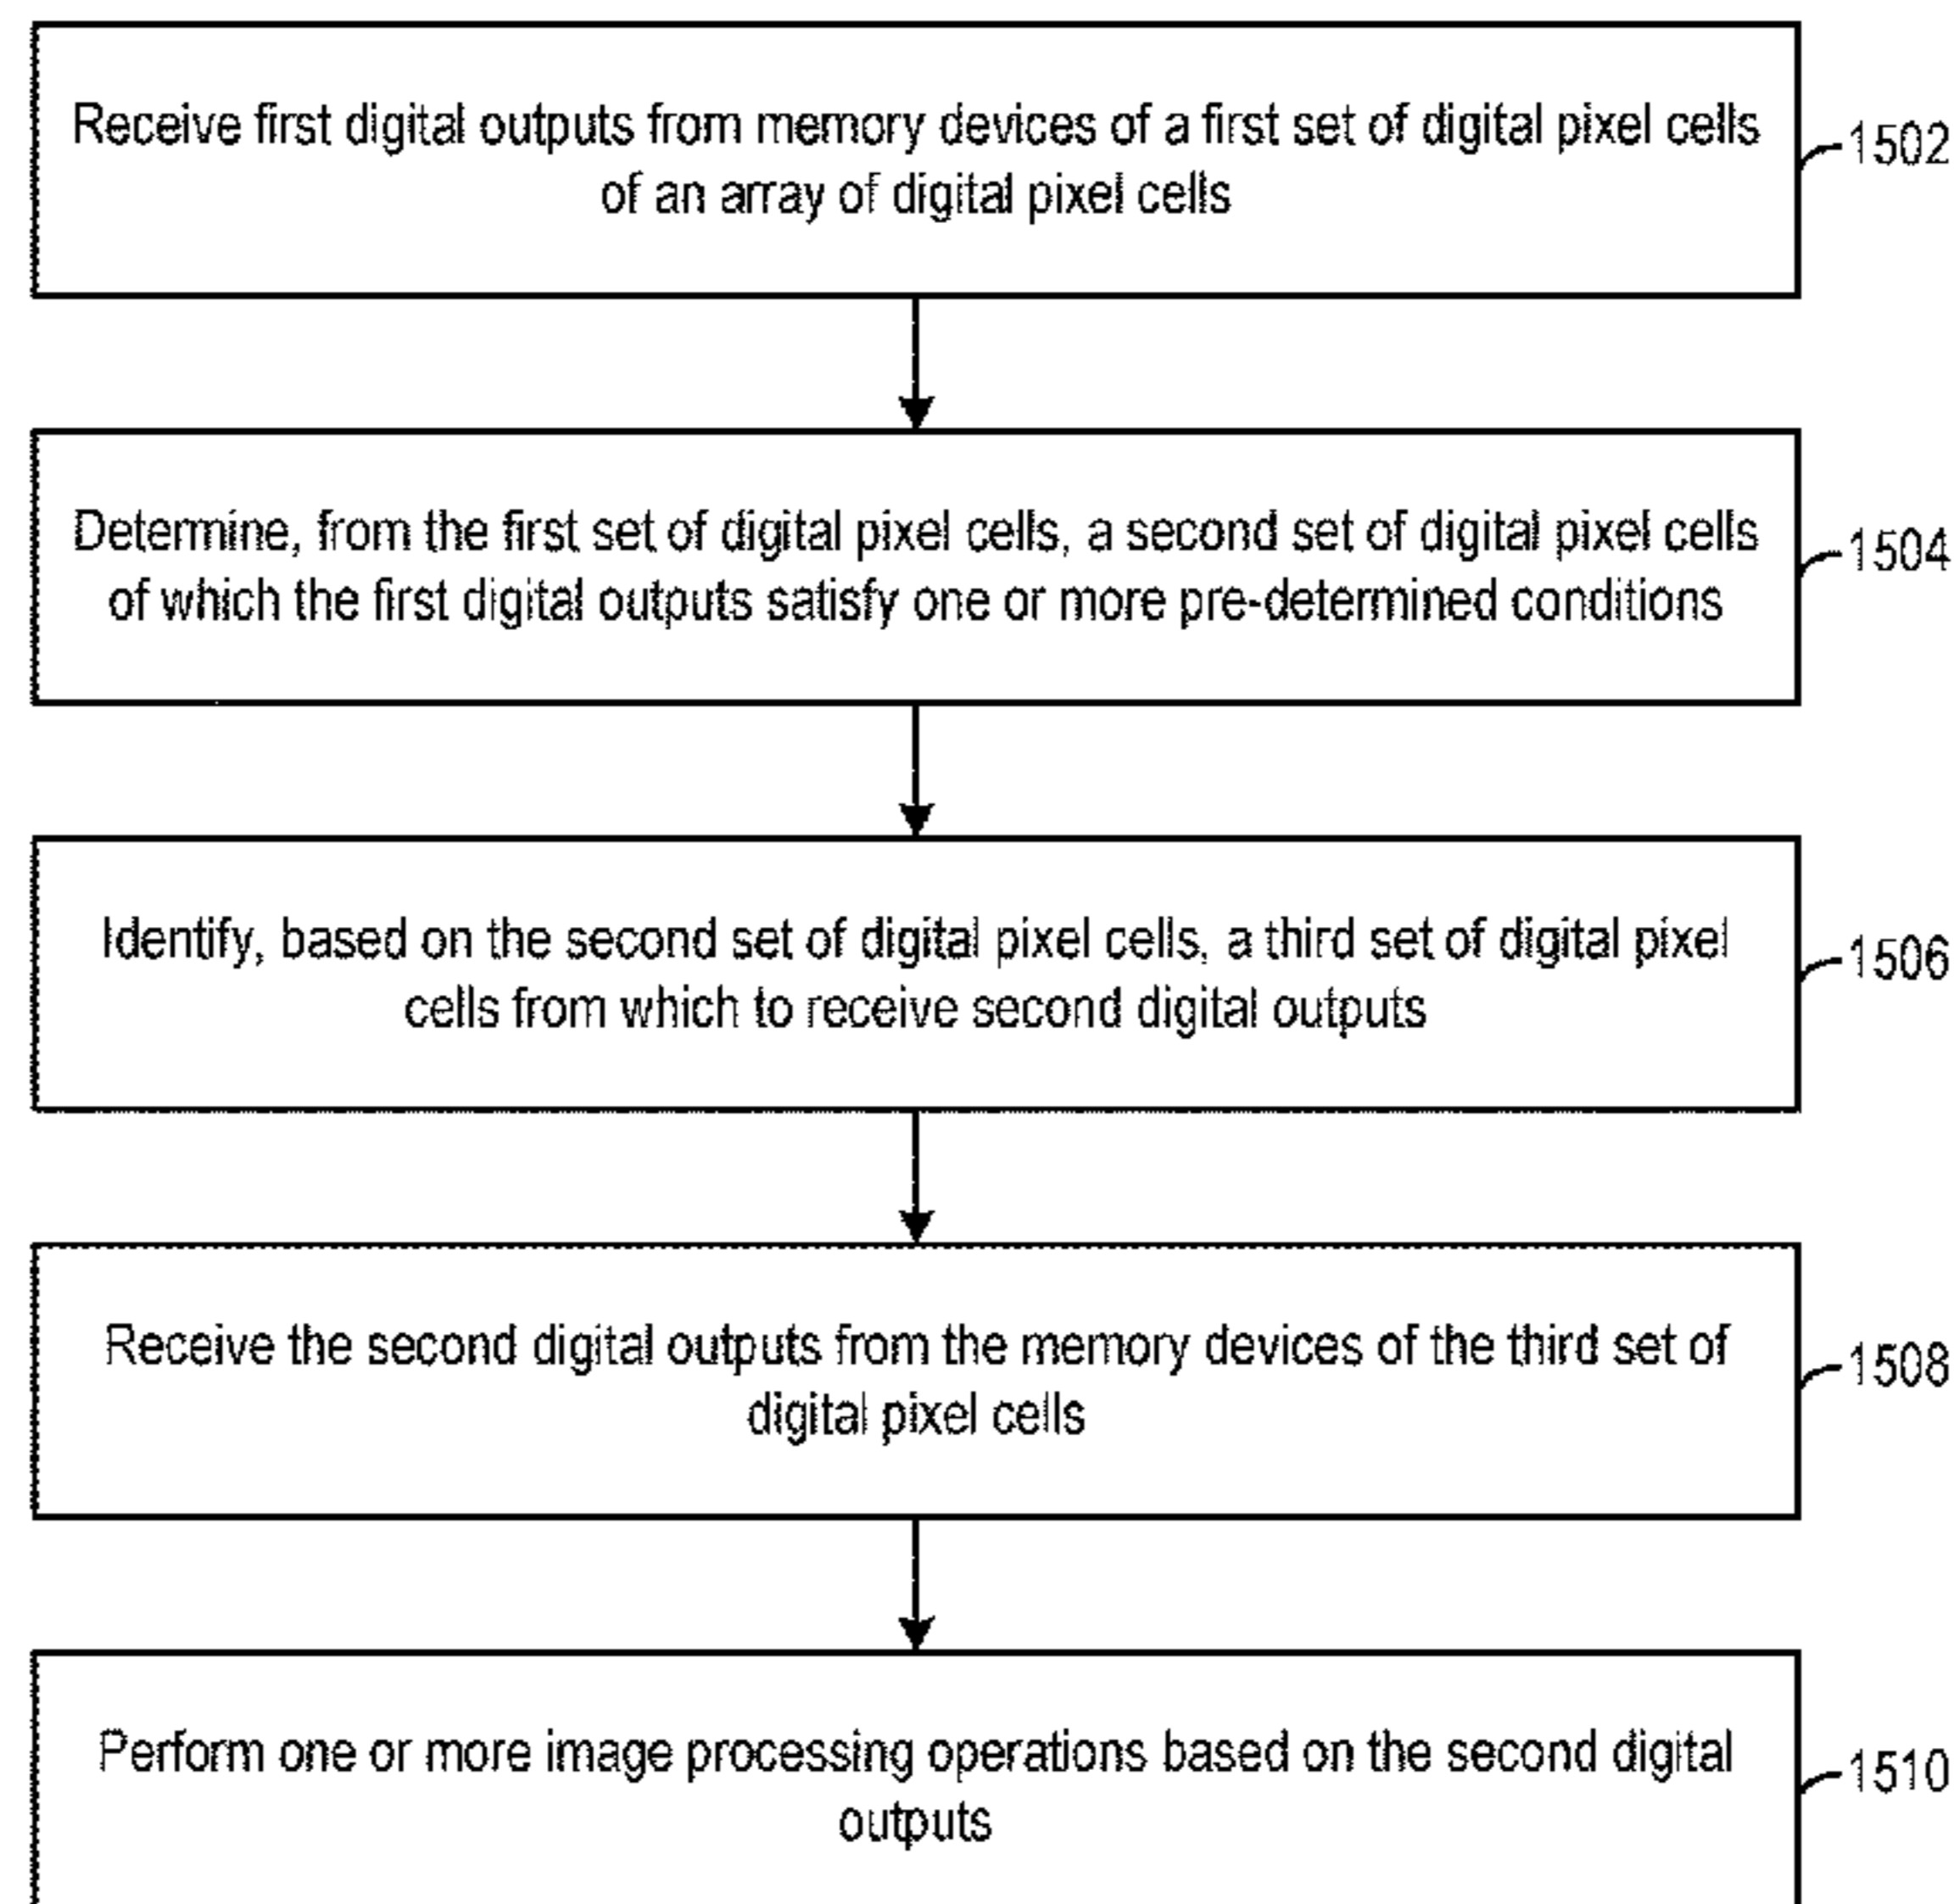 Receive first digital outputs from memory devices of a first set of digital pixel cells
of an array of digital pixel cells
1502
Determine, from the first set of digital pixel cells, a second set of digital pixel cells
of which the first digital outputs satisfy one or more pre-determined conditions
1504
Identify, based on the second set of digital pixel cells, a third set of digital pixel
cells from which to receive second digital outputs
1506
Receive the second digital outputs from the memory devices of the third set of
digital pixel cells
1508
Perform one or more image processing operations based on the second digital
outputs
1510